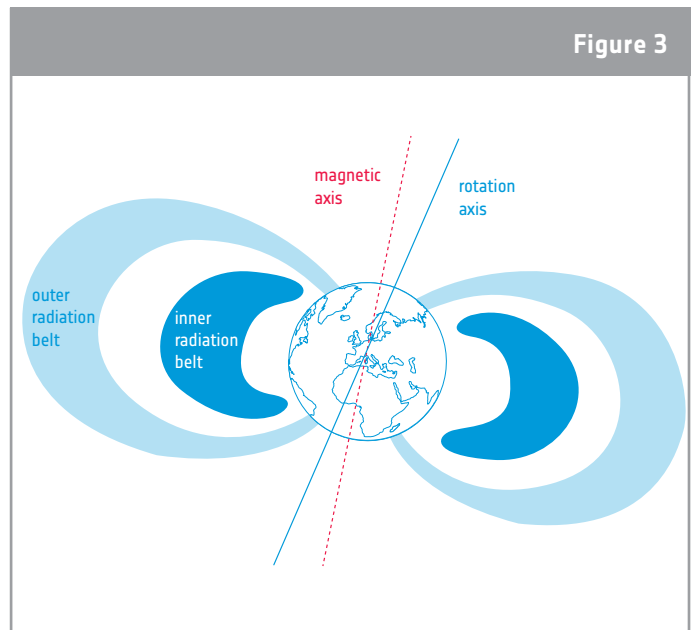 Figure 3
magnetic
axis
rotation
axis
outer
radiation
belt
inner
radiation
belt